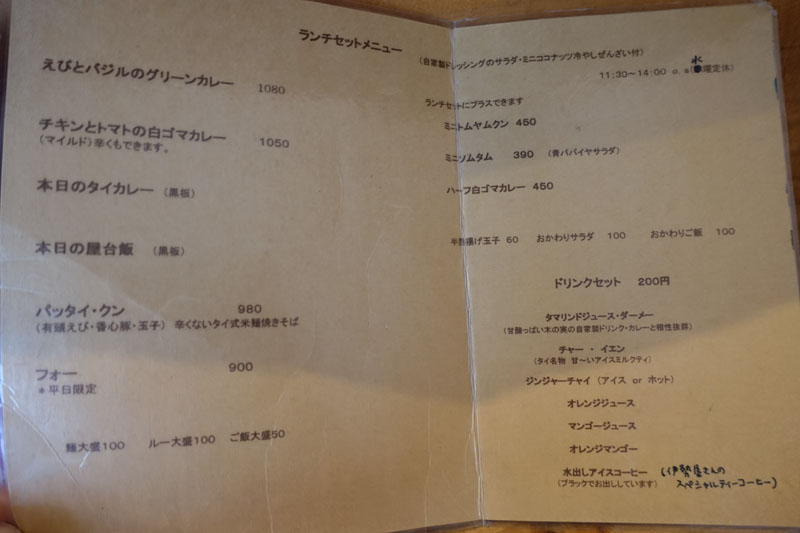 ランチセットメニュー
えびとバジルのグリーンカレー 1080
チキンとトマトの白ゴマカレー 1050
(マイルド)辛くもできます。
本日のタイカレー (黒板)
本日の屋台飯 (黒板)
パッタイ・クン 980
(有頭えび・香心豚・玉子) 辛くないタイ式米麺焼きそば
フォー 900
*平日限定
麺大盛100 ルー大盛100 ご飯大盛50
(自家製ドレッシングのサラダ・ミニココナッツ冷やしぜんざい付)
11:30~14:00 o.s(水曜定休)
ランチセットにプラスできます
ミニトムヤムクン 450
ミニソムタム 390 (青パパイヤサラダ)
ハーフ白ゴマカレー 450
半熟揚げ玉子 60 おかわりサラダ 100 おかわりご飯 100
ドリンクセット 200円
タマリンドジュース・ダーメー
(甘酸っぱい木の実の自家製ドリンク・カレーと相性抜群)
チャー ・ イエン
(タイ名物 甘~いアイスミルクティ)
ジンジャーチャイ (アイス or ホット)
オレンジジュース
マンゴージュース
オレンジマンゴー
水出しアイスコーヒー (伊勢屋さんの
(ブラックでお出ししています) スペシャルティーコーヒー)